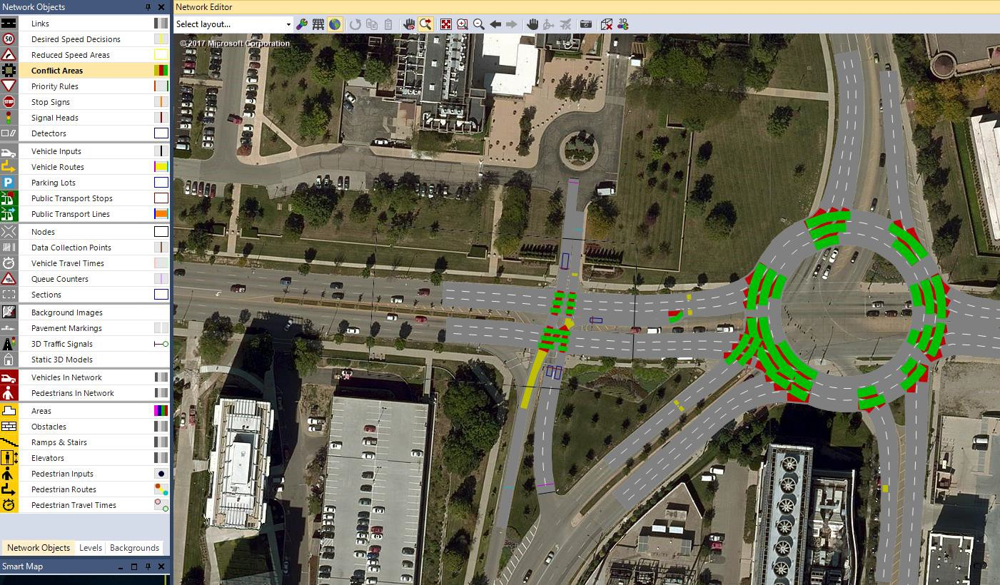 Network Objects
Links
50
Desired Speed Decisions
Reduced Speed Areas
Conflict Areas
Priority Rules
STOP
Stop Signs
Signal Heads
Detectors
Vehicle Inputs
Vehicle Routes
P
Parking Lots
Public Transport Stops
Public Transport Lines
Nodes
Data Collection Points
Vehicle Travel Times
Queue Counters
Sections
Background Images
Pavement Markings
3D Traffic Signals
Static 3D Models
Vehicles In Network
Pedestrians In Network
Areas
Obstacles
Ramps & Stairs
Elevators
Pedestrian Inputs
Pedestrian Routes
Pedestrian Travel Times
Network Objects Levels Backgrounds
Smart Map
Network Editor
Select layout...
3D
© 2017 Microsoft Corporation